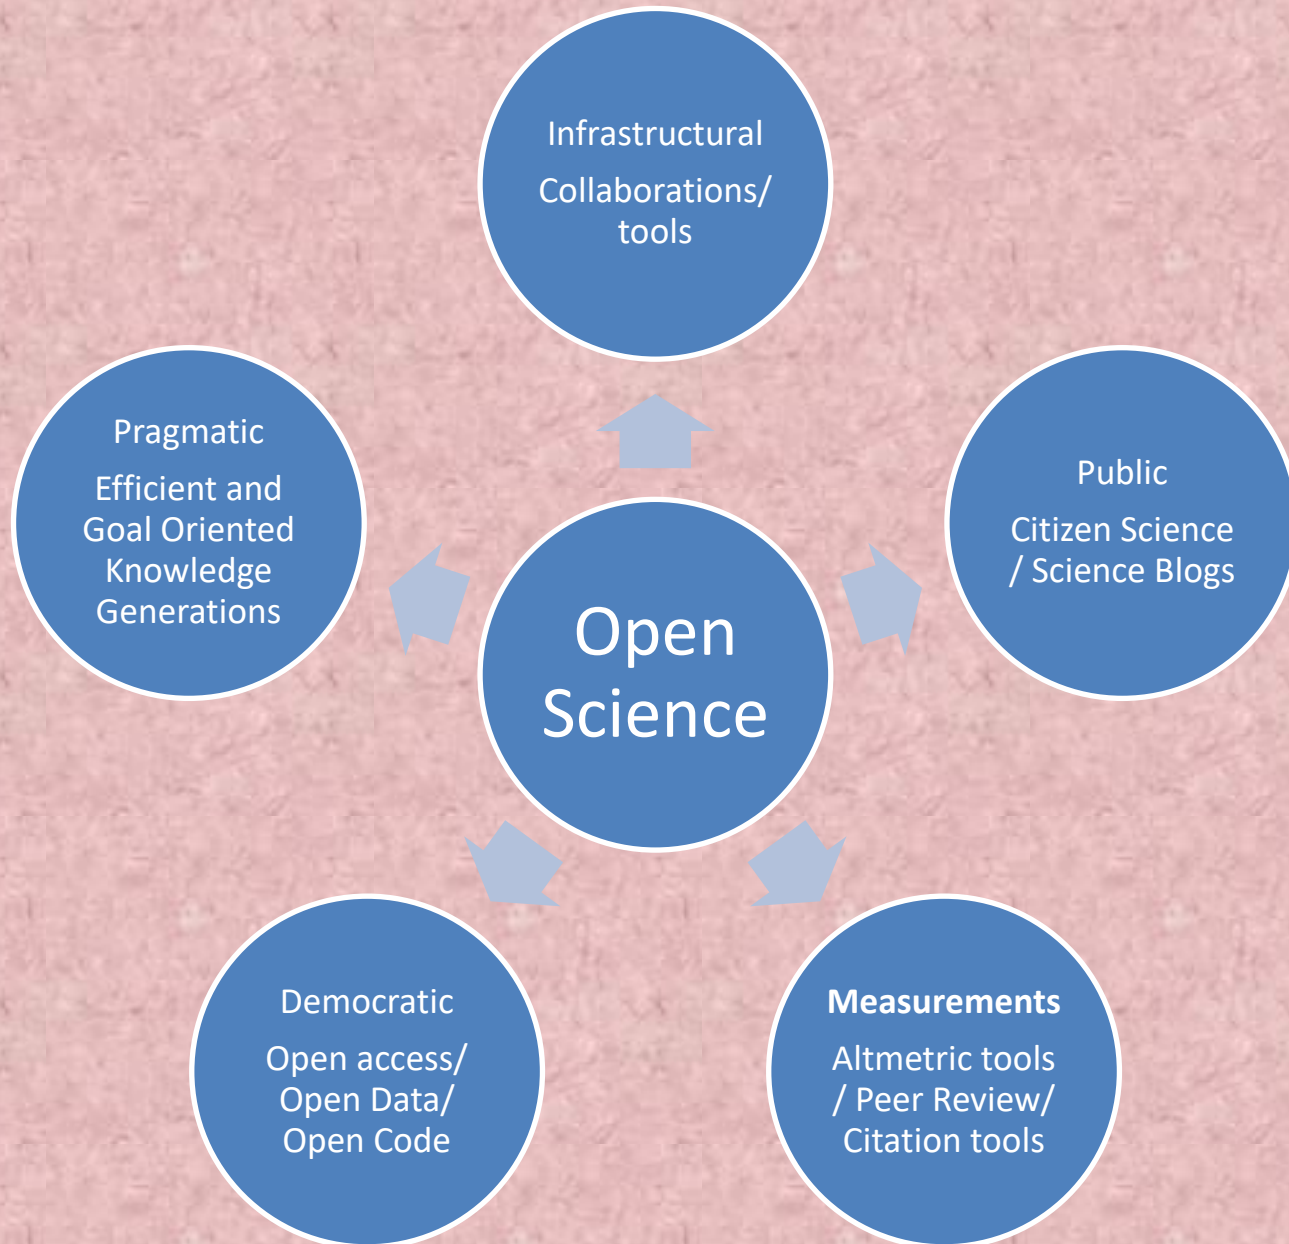 Infrastructural
Collaborations/
tools
Pragmatic
Efficient and
Goal Oriented
Knowledge
Generations
Public
Citizen Science
/ Science Blogs
Open
Science
Democratic
Open access/
Open Data/
Open Code
Measurements
Altmetric tools
/ Peer Review/
Citation tools